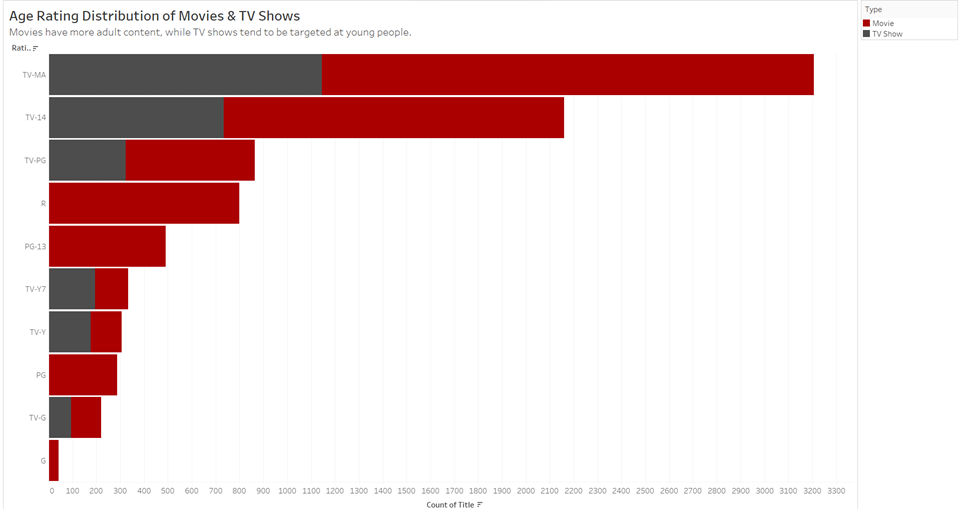 Age Rating Distribution of Movies & TV Shows
Movies have more adult content, while TV shows tend to be targeted at young people.
Type
Movie
TV Show
Rati..
TV-MA
TV-14
TV-PG
R
PG-13
TV-Y7
TV-Y
PG
TV-G
G
0 100 200 300 400 500 600 700 800 900 1000 1100 1200 1300 1400 1500 1600 1700 1800 1900 2000 2100 2200 2300 2400 2500 2600 2700 2800 2900 3000 3100 3200 3300
Count of Title